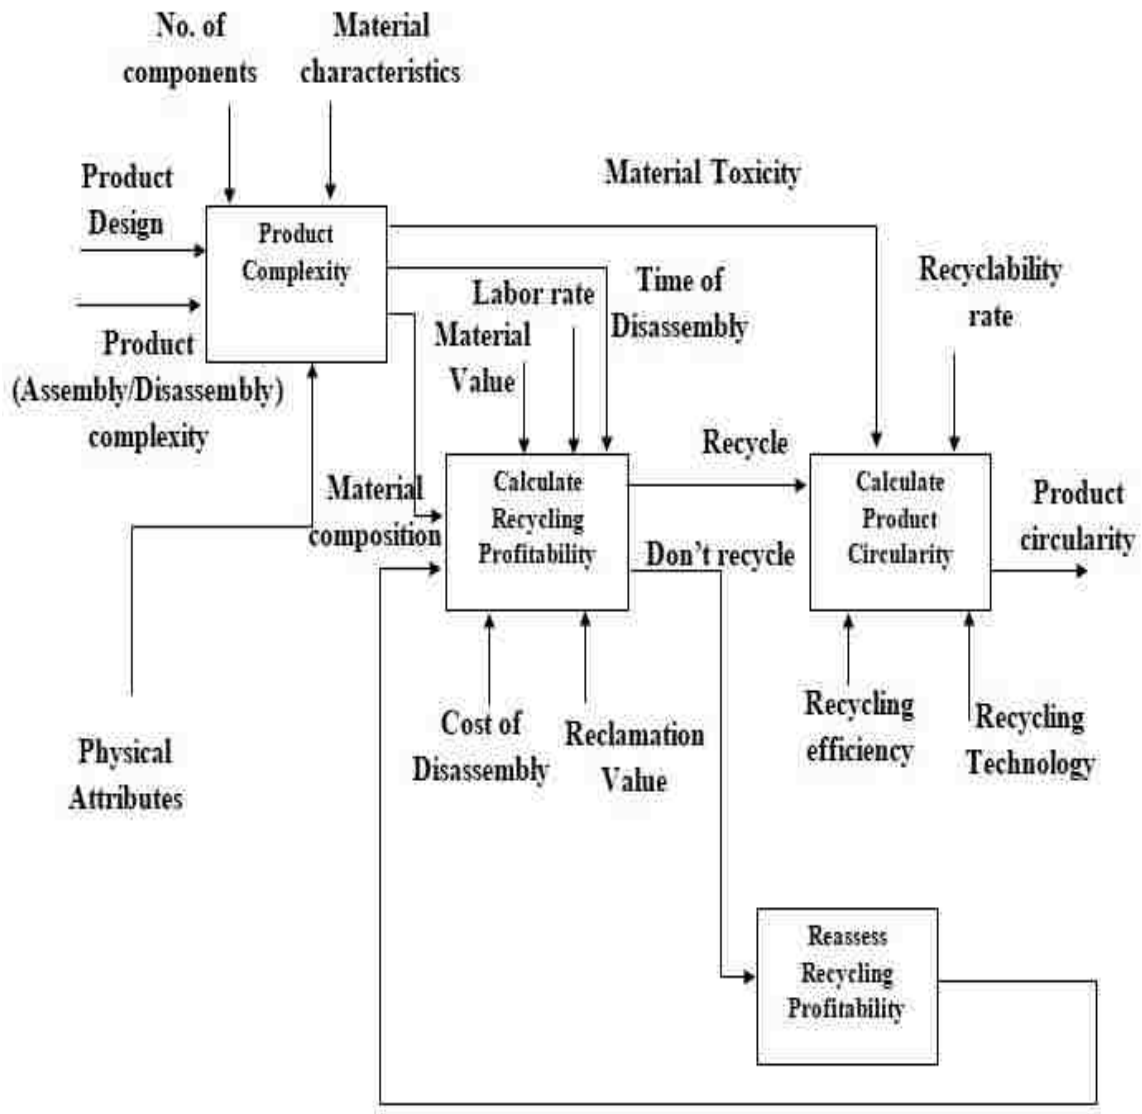 No. of
components
Material
characteristics
Product
Design
Material Toxicity
Product
Complexity
Recyclability
rate
Labor rate
Time of
Disassembly
Material
Value
Product
(Assembly/Disassembly)
complexity
Recycle
Material
composition
Calculate
Recycling
Profitability
Calculate
Product
Circularity
Product
circularity
Don't recycle
Cost of
Disassembly
Reclamation
Value
Recycling
efficiency
Recycling
Technology
Physical
Attributes
Reassess
Recycling
Profitability